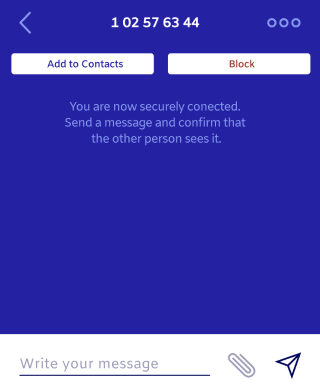 1 02 57 63 44
Add to Contacts
Block
You are now securely conected.
Send a message and confirm that
the other person sees it.
Write your message